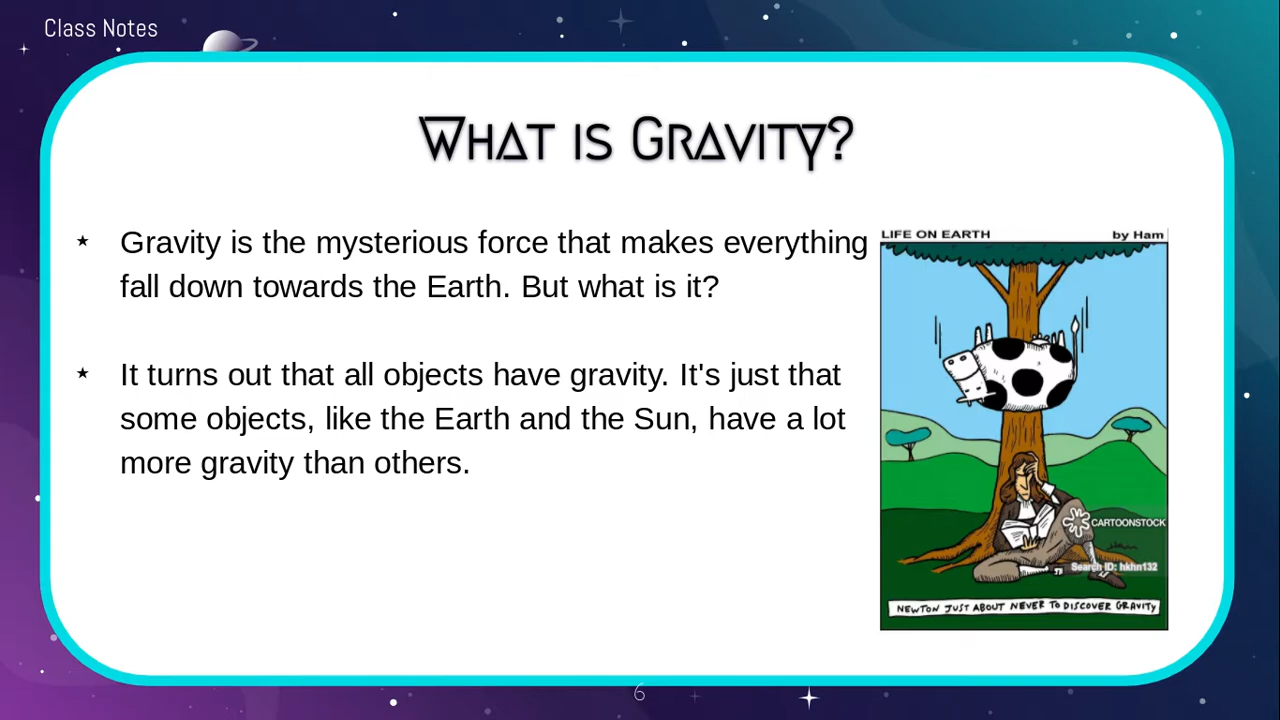 Class Notes
What is Gravity?
★ Gravity is the mysterious force that makes everything
fall down towards the Earth. But what is it?
★ It turns out that all objects have gravity. It's just that
some objects, like the Earth and the Sun, have a lot
more gravity than others.
LIFE ON EARTH by Ham
CARTOONSTOCK
Search ID: hkhn132
NEWTON JUST ABOUT NEVER TO DISCOVER GRAVITY
6